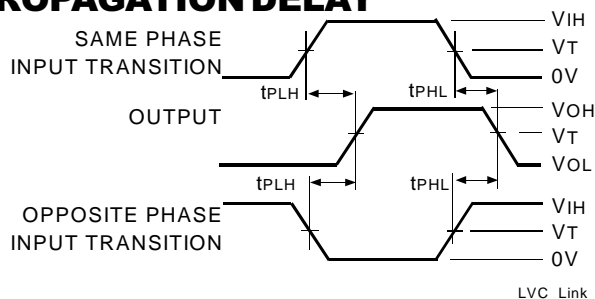 ROPAGATION DELAY
SAME PHASE
INPUT TRANSITION
VIH
VT
0V
tPLH
tPHL
OUTPUT
VOH
VT
VOL
tPLH
tPHL
OPPOSITE PHASE
INPUT TRANSITION
VIH
VT
0V
LVC Link